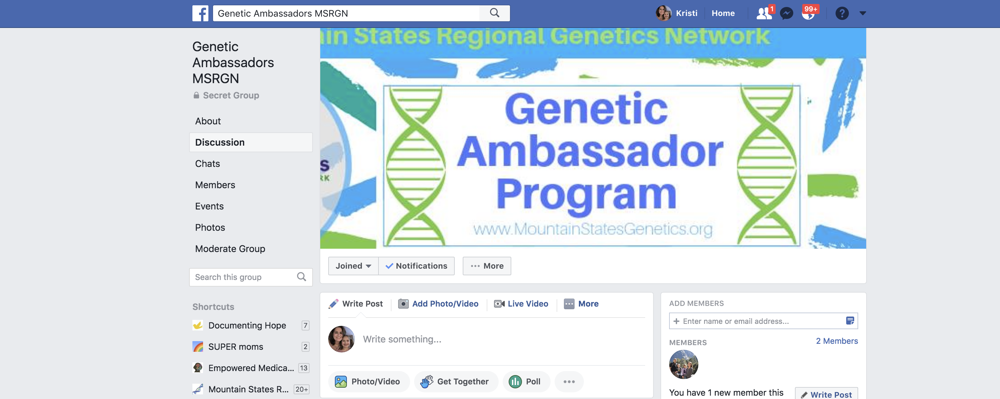 Genetic Ambassadors MSRGN
Kristi
Home
1
99+
?
Genetic
Ambassadors
MSRGN
Secret Group
About
Discussion
Chats
Members
Events
Photos
Moderate Group
Search this group
Shortcuts
Documenting Hope 7
SUPER moms 2
Empowered Medica... 13
Mountain States R... 20+
in States Regional Genetics Network
S
RK
Genetic
Ambassador
Program
www.MountainStatesGenetics.org
Joined
Notifications
More
Write Post
Add Photo/Video
Live Video
More
Write something...
Photo/Video
Get Together
Poll
ADD MEMBERS
+ Enter name or email address...
MEMBERS
2 Members
You have 1 new member this
Write Post